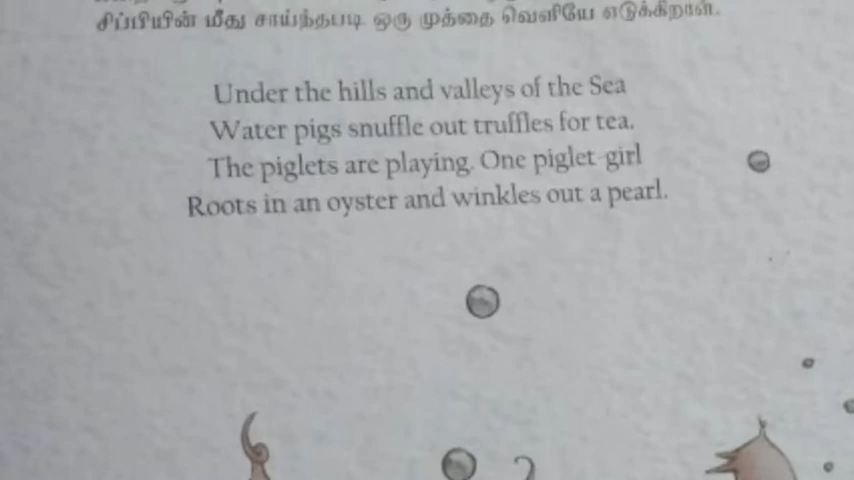 சிப்பியின் மீது சாய்ந்தபடி ஒரு முத்தை வெளியே எடுக்கிறாள்.
Under the hills and valleys of the Sea
Water pigs snuffle out truffles for tea.
The piglets are playing. One piglet-girl
Roots in an oyster and winkles out a pearl.